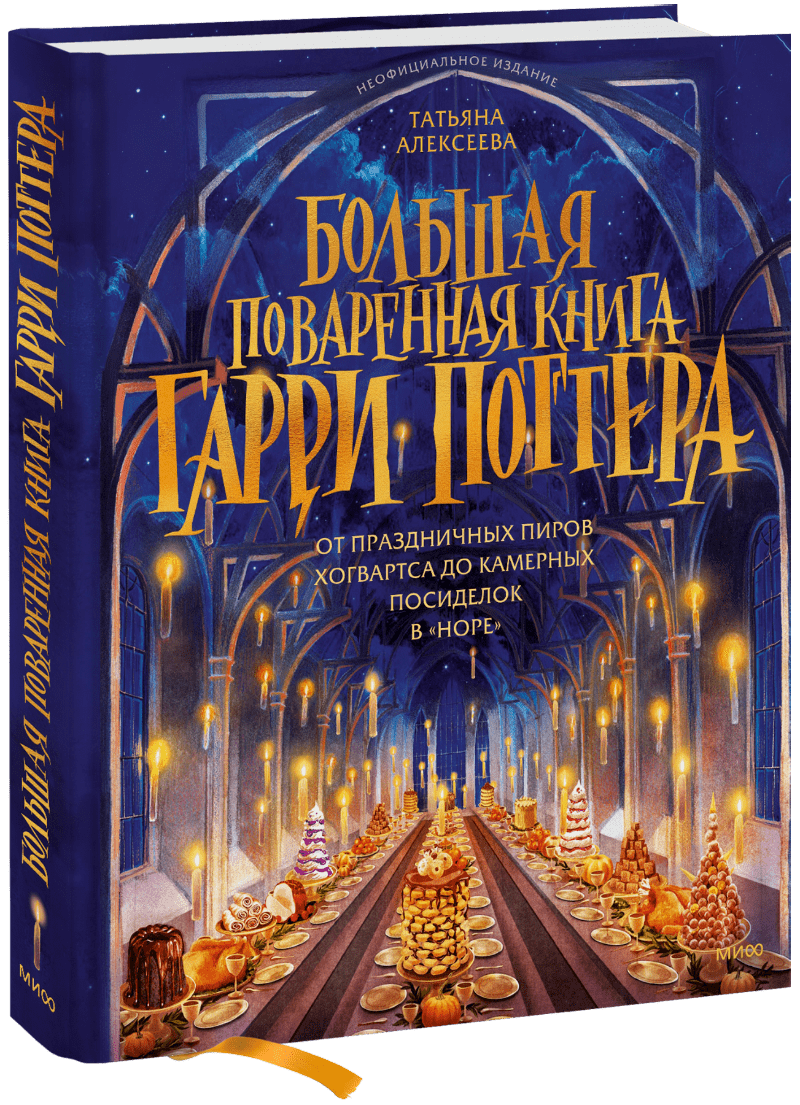 НЕОФИЦИАЛЬНОЕ ИЗДАНИЕ
ТАТЬЯНА
АЛЕКСЕЕВА
БОЛЬШАЯ
ПОВАРЕННАЯ КНИГА
ГАРРИ ПОТТЕРА
ОТ ПРАЗДНИЧНЫХ ПИРОВ
ХОГВАРТСА ДО КАМЕРНЫХ
ПОСИДЕЛОК
В «НОРЕ»
МИФ
БОЛЬШАЯ ПОВАРЕННАЯ КНИГА ГАРРИ ПОТТЕРА
МИФ